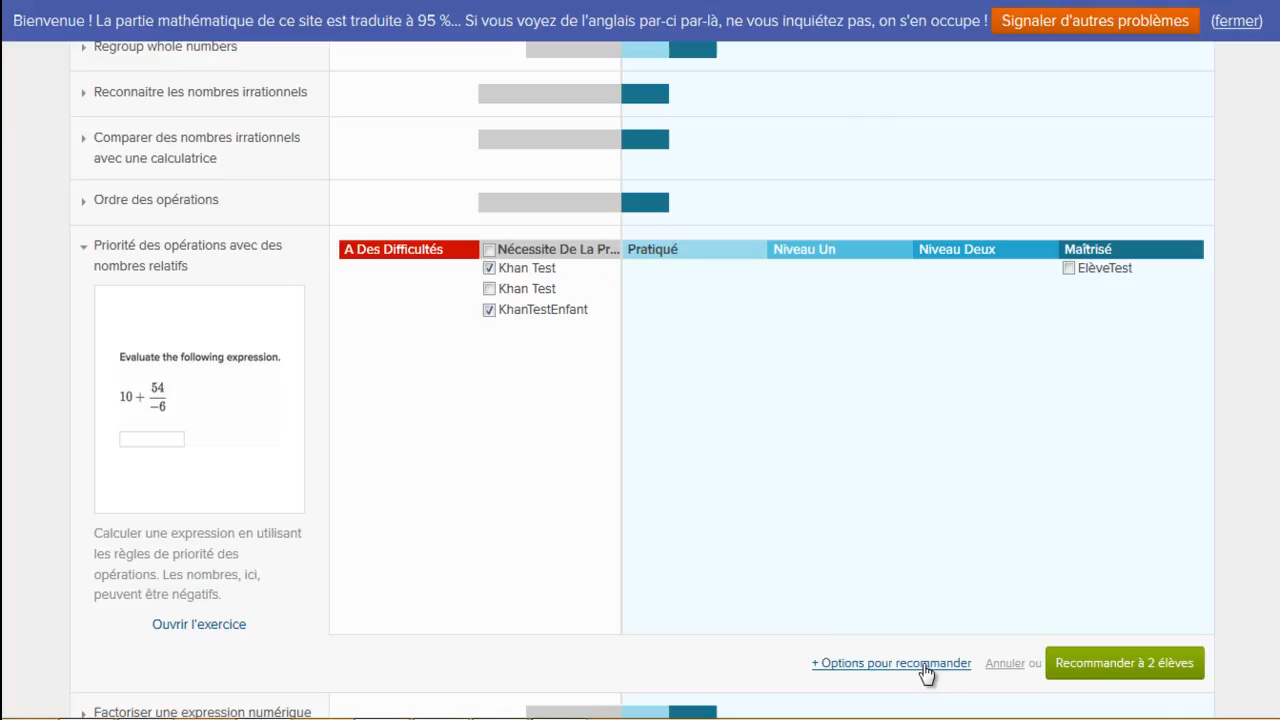 Bienvenue ! La partie mathématique de ce site est traduite à 95 %... Si vous voyez de l'anglais par-ci par-là, ne vous inquiétez pas, on s'en occupe ! Signaler d'autres problèmes (fermer)
Regroup whole numbers
Reconnaitre les nombres irrationnels
Comparer des nombres irrationnels
avec une calculatrice
Ordre des opérations
Priorité des opérations avec des
nombres relatifs
A Des Difficultés Nécessite De La Pr... Pratiqué Niveau Un Niveau Deux Maîtrisé
Khan Test ElèveTest
Khan Test
KhanTestEnfant
Evaluate the following expression.
10 + 54/-6
Calculer une expression en utilisant
les règles de priorité des
opérations. Les nombres, ici,
peuvent être négatifs.
Ouvrir l'exercice
+ Options pour recommander Annuler ou Recommander à 2 élèves
Factoriser une expression numérique